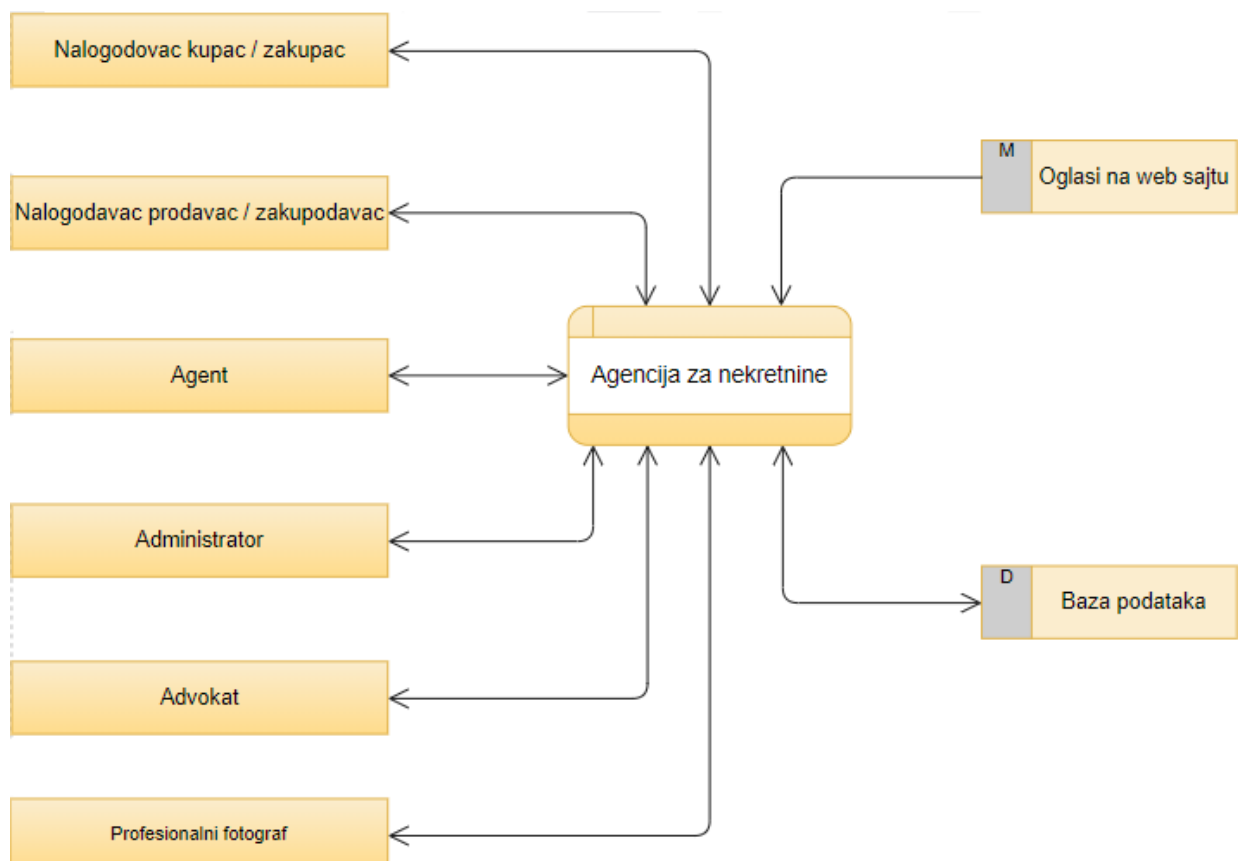 Nalogodovac kupac / zakupac
M
Oglasi na web sajtu
Nalogodavac prodavac / zakupodavac
Agent
Agencija za nekretnine
Administrator
D
Baza podataka
Advokat
Profesionalni fotograf